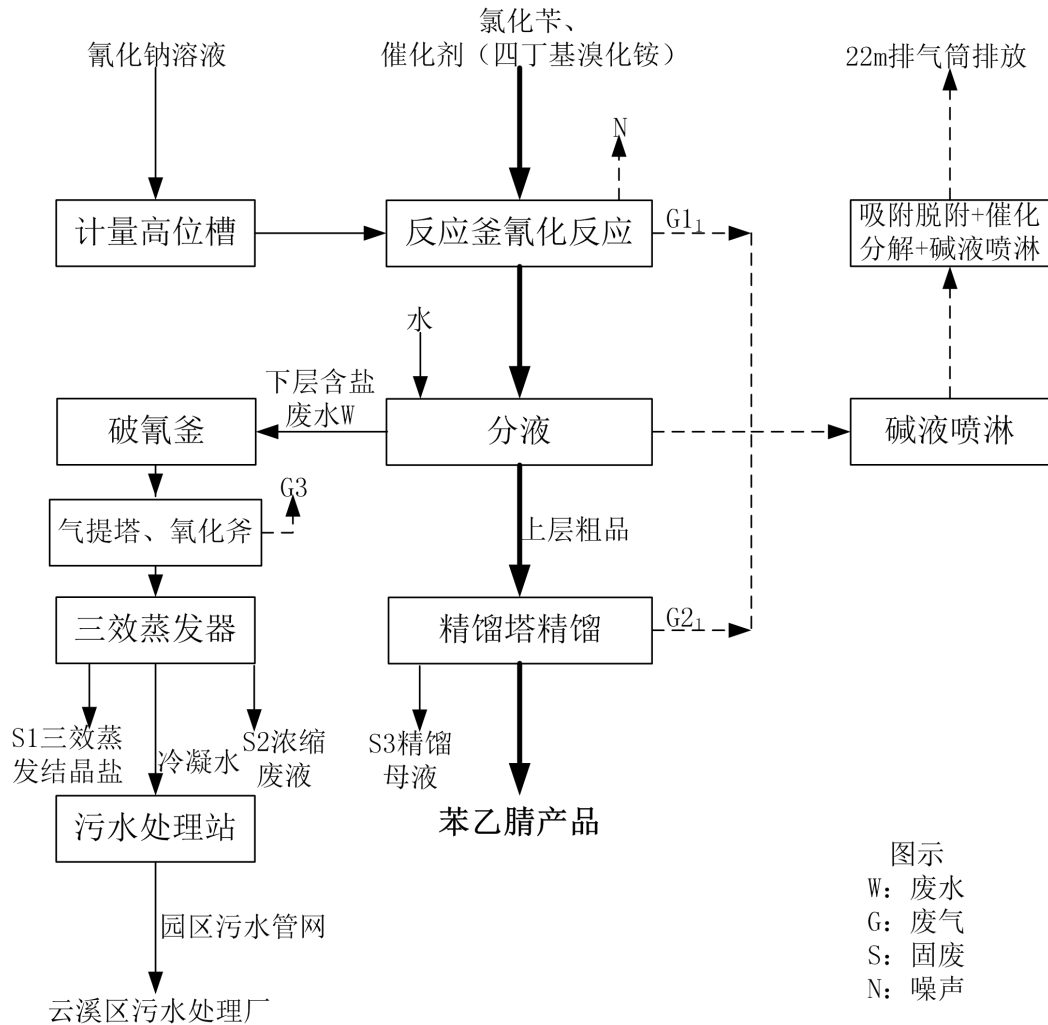 氯化苄、
氰化钠溶液
催化剂（四丁基溴化铵）
22m排气筒排放
N
计量高位槽
反应釜氰化反应
G1₁
吸附脱附+催化
分解+碱液喷淋
水
下层含盐
废水W
破氰釜
分液
碱液喷淋
G3
气提塔、氧化斧
上层粗品
三效蒸发器
精馏塔精馏
G2₁
S1三效蒸
发结晶盐
冷凝水
S2浓缩
废液
S3精馏
母液
污水处理站
苯乙腈产品
图示
W：废水
G：废气
S：固废
N：噪声
园区污水管网
云溪区污水处理厂